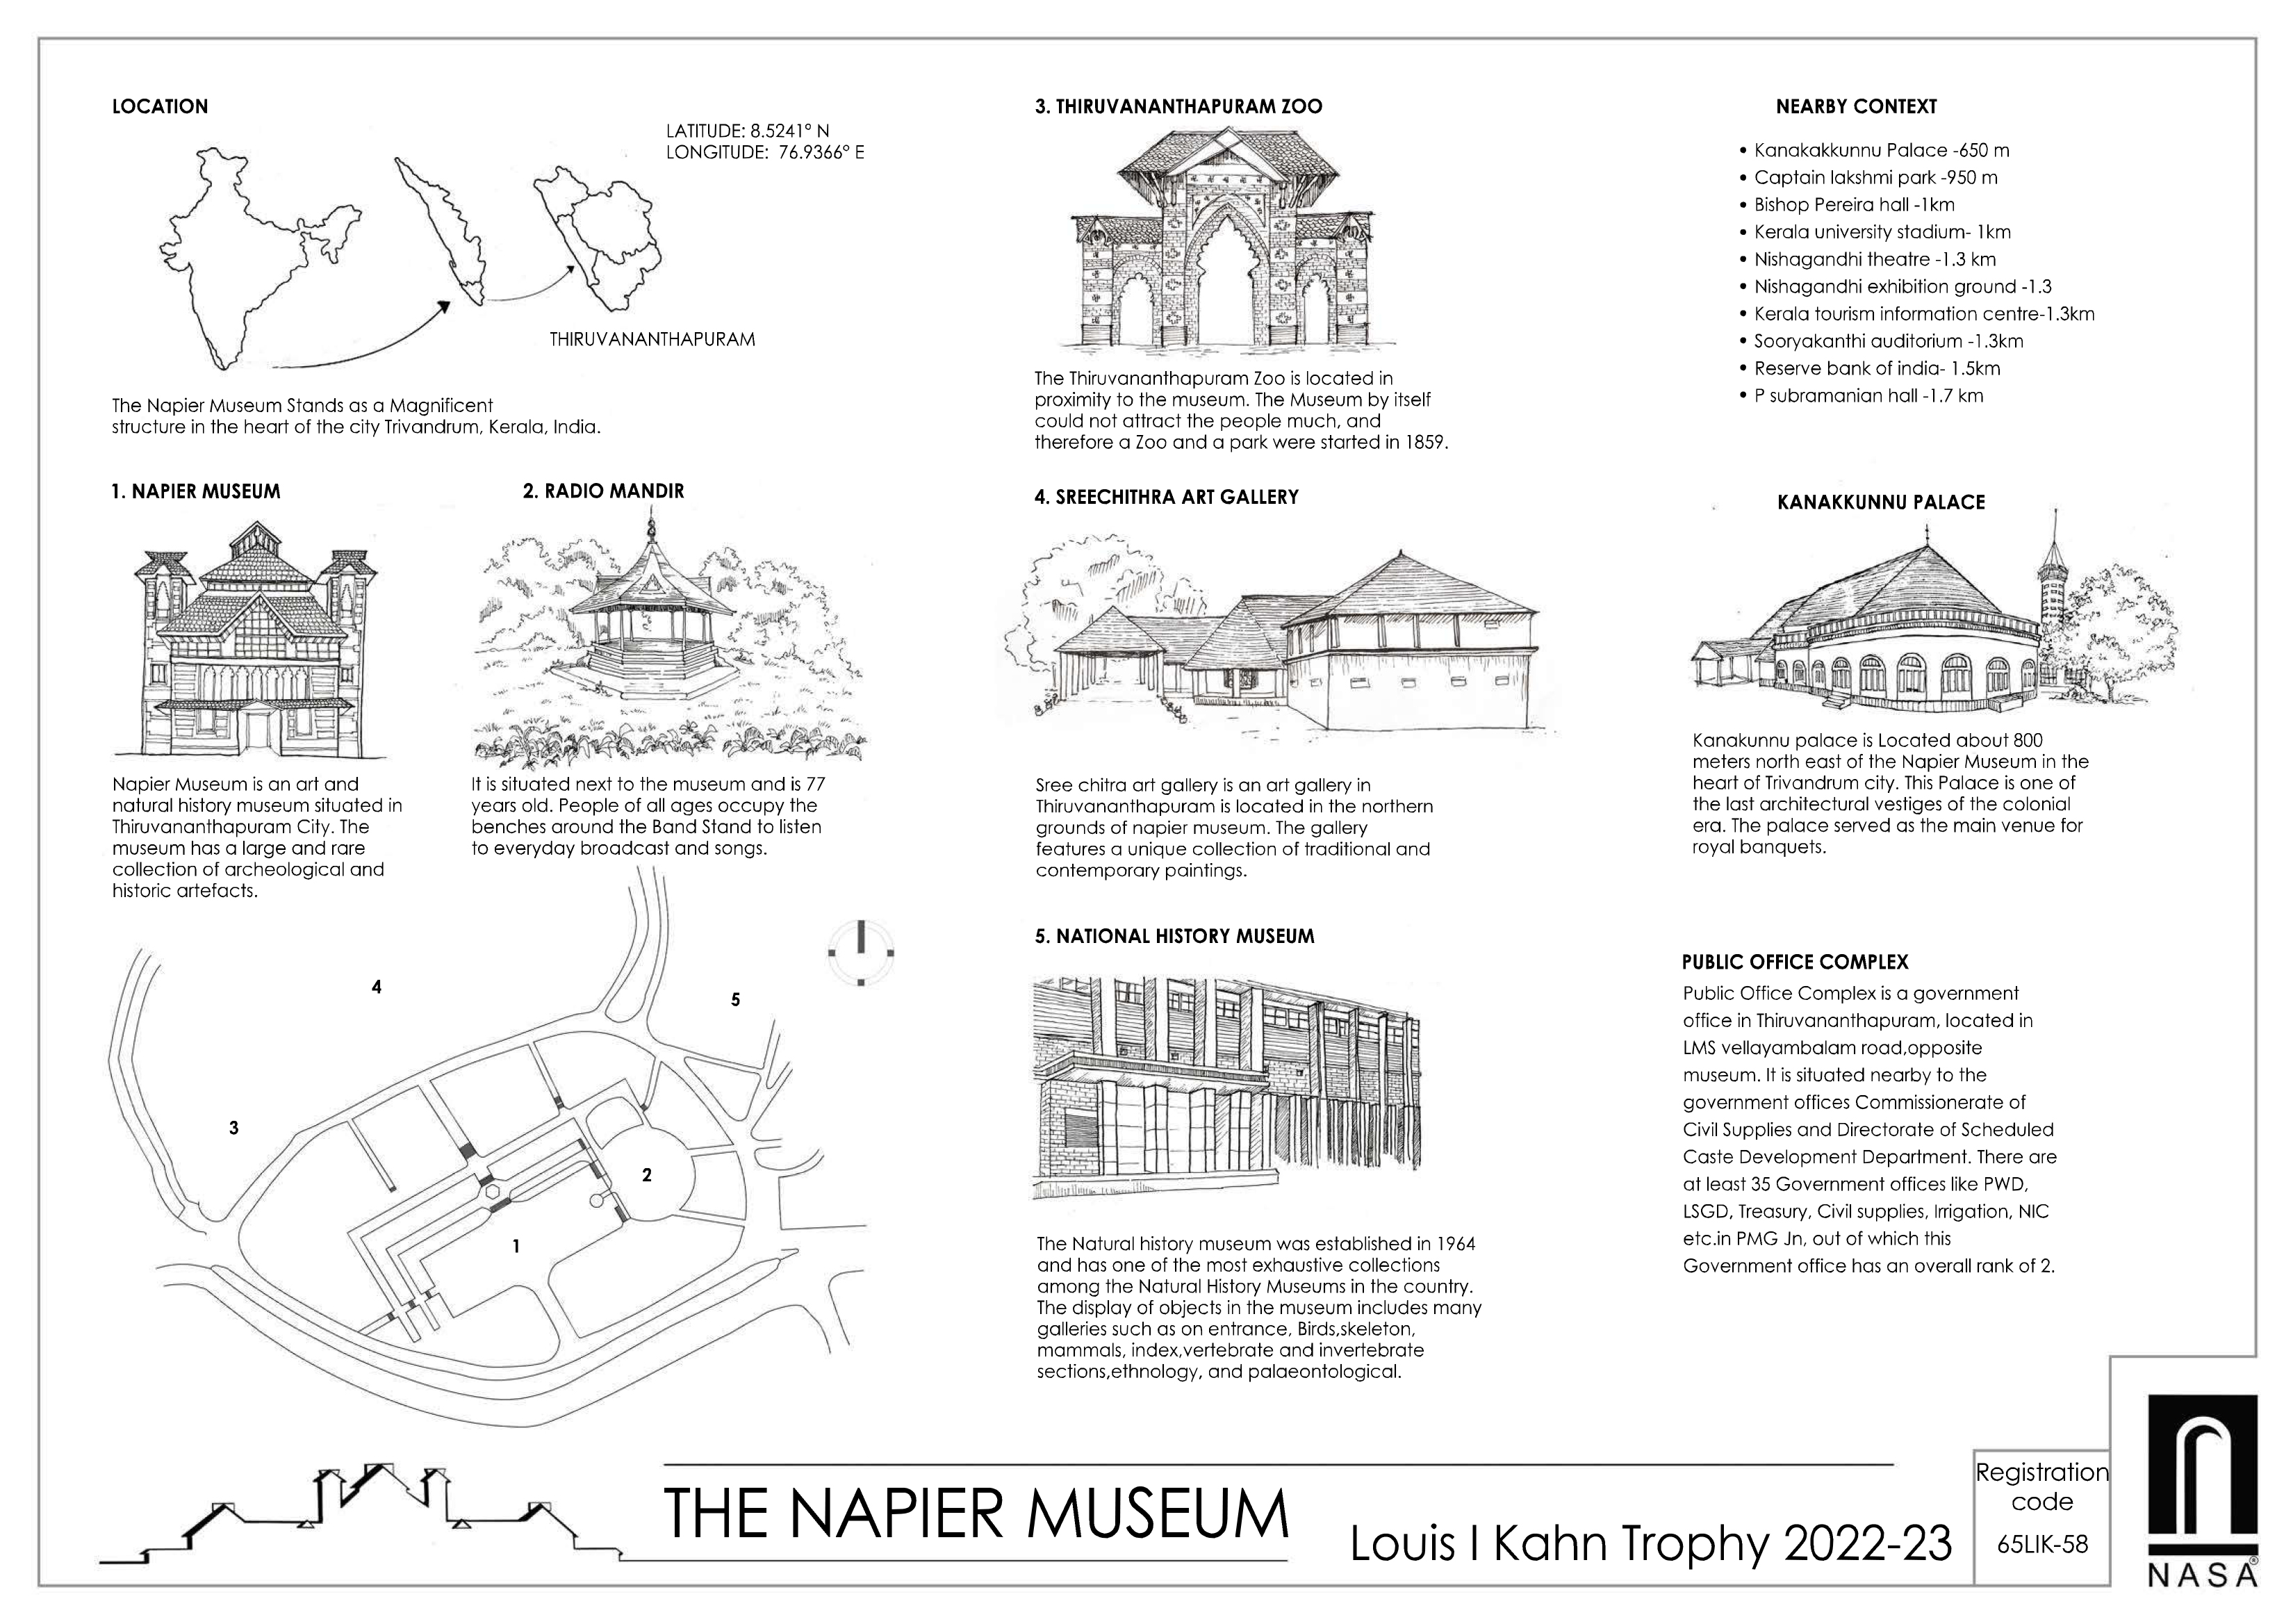 LOCATION
LATITUDE: 8.5241° N
LONGITUDE: 76.9366° E
THIRUVANANTHAPURAM
The Napier Museum Stands as a Magnificent
structure in the heart of the city Trivandrum, Kerala, India.
1. NAPIER MUSEUM
Napier Museum is an art and
natural history museum situated in
Thiruvananthapuram City. The
museum has a large and rare
collection of archeological and
historic artefacts.
2. RADIO MANDIR
It is situated next to the museum and is 77
years old. People of all ages occupy the
benches around the Band Stand to listen
to everyday broadcast and songs.
4
5
3
2
1
3. THIRUVANANTHAPURAM ZOO
The Thiruvananthapuram Zoo is located in
proximity to the museum. The Museum by itself
could not attract the people much, and
therefore a Zoo and a park were started in 1859.
4. SREECHITHRA ART GALLERY
Sree chitra art gallery is an art gallery in
Thiruvananthapuram is located in the northern
grounds of napier museum. The gallery
features a unique collection of traditional and
contemporary paintings.
5. NATIONAL HISTORY MUSEUM
The Natural history museum was established in 1964
and has one of the most exhaustive collections
among the Natural History Museums in the country.
The display of objects in the museum includes many
galleries such as on entrance, Birds,skeleton,
mammals, index,vertebrate and invertebrate
sections,ethnology, and palaeontological.
NEARBY CONTEXT
• Kanakakkunnu Palace -650 m
• Captain lakshmi park -950 m
• Bishop Pereira hall -1km
• Kerala university stadium- 1km
• Nishagandhi theatre -1.3 km
• Nishagandhi exhibition ground -1.3
• Kerala tourism information centre-1.3km
• Sooryakanthi auditorium -1.3km
• Reserve bank of india- 1.5km
• P subramanian hall -1.7 km
KANAKKUNNU PALACE
Kanakunnu palace is Located about 800
meters north east of the Napier Museum in the
heart of Trivandrum city. This Palace is one of
the last architectural vestiges of the colonial
era. The palace served as the main venue for
royal banquets.
PUBLIC OFFICE COMPLEX
Public Office Complex is a government
office in Thiruvananthapuram, located in
LMS vellayambalam road,opposite
museum. It is situated nearby to the
government offices Commissionerate of
Civil Supplies and Directorate of Scheduled
Caste Development Department. There are
at least 35 Government offices like PWD,
LSGD, Treasury, Civil supplies, Irrigation, NIC
etc.in PMG Jn, out of which this
Government office has an overall rank of 2.
THE NAPIER MUSEUM
Louis I Kahn Trophy 2022-23
Registration
code
65LIK-58
NASA®